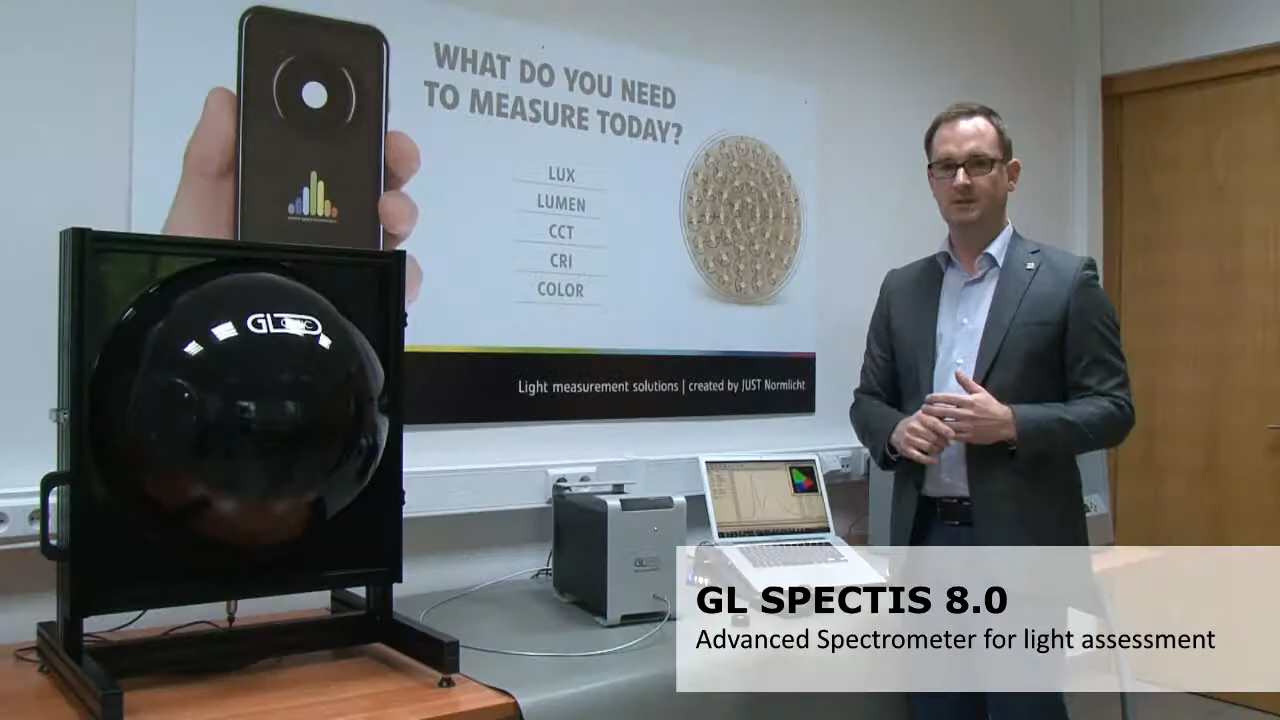 WHAT DO YOU NEED
TO MEASURE TODAY?
LUX
LUMEN
CCT
CRI
COLOR
Light measurement solutions | created by JUST Normlicht
GL
GL
GL SPECTIS 8.0
Advanced Spectrometer for light assessment